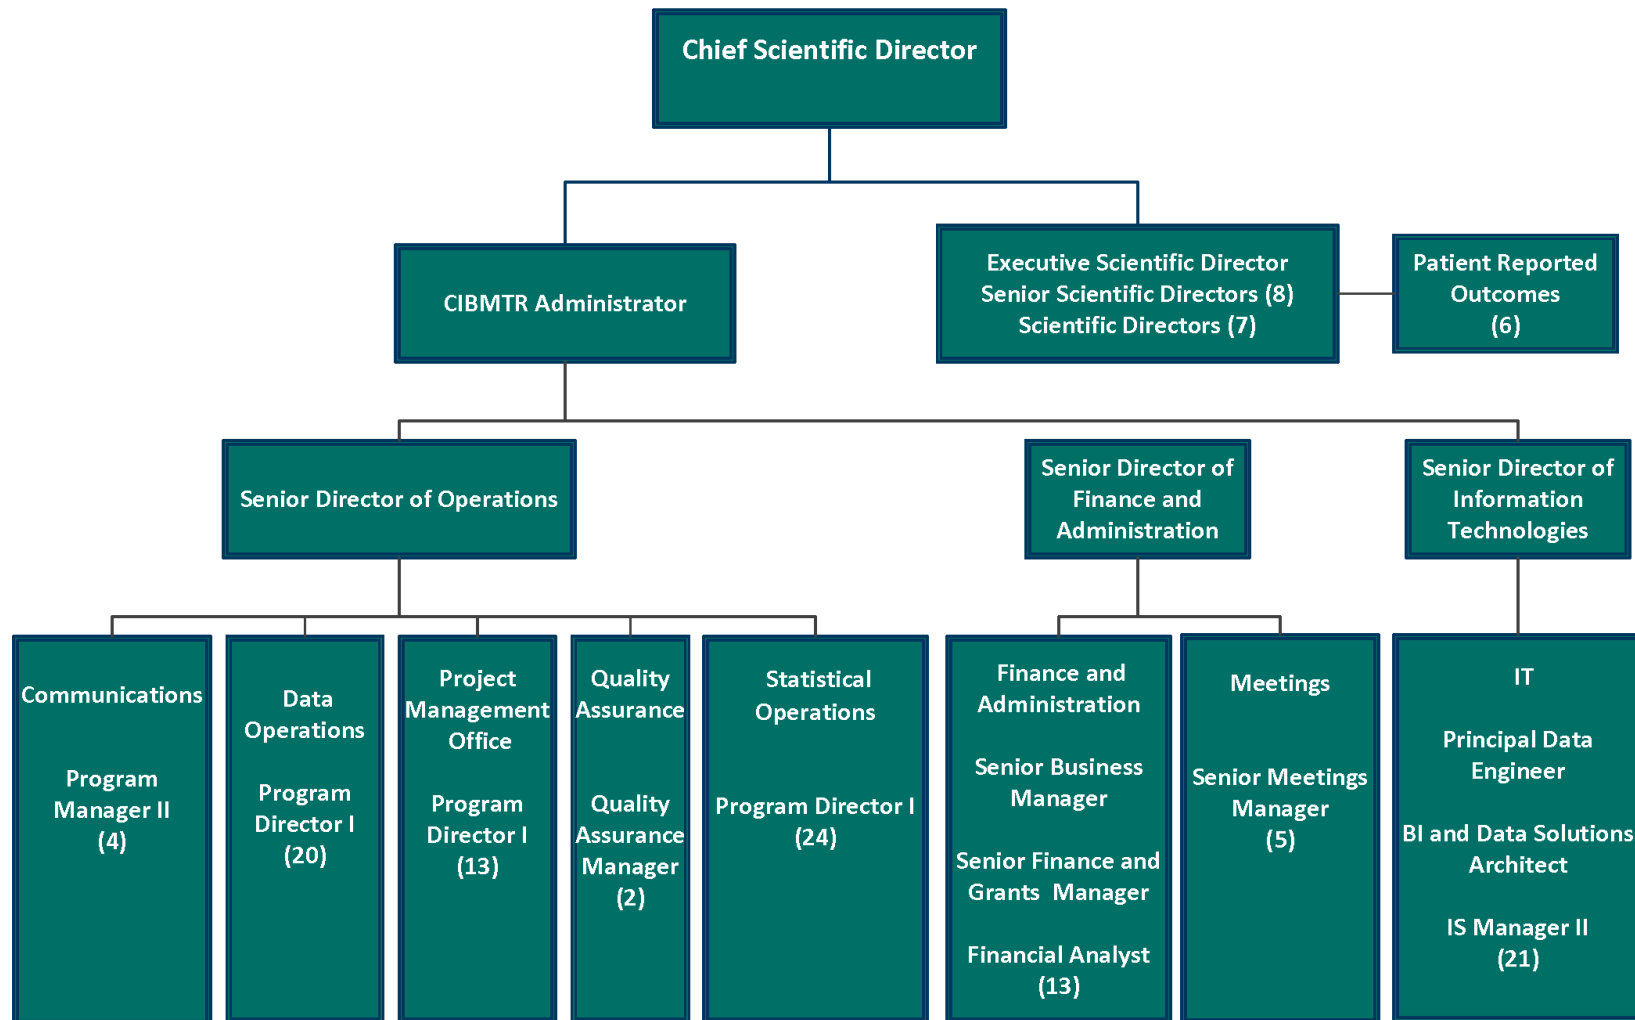 Chief Scientific Director
CIBMTR Administrator
Executive Scientific Director
Senior Scientific Directors (8)
Scientific Directors (7)
Patient Reported
Outcomes
(6)
Senior Director of Operations
Senior Director of
Finance and
Administration
Senior Director of
Information
Technologies
Communications
Program
Manager II
(4)
Data
Operations
Program
Director I
(20)
Project
Management
Office
Program
Director I
(13)
Quality
Assurance
Quality
Assurance
Manager
(2)
Statistical
Operations
Program Director I
(24)
Finance and
Administration
Senior Business
Manager
Senior Finance and
Grants Manager
Financial Analyst
(13)
Meetings
Senior Meetings
Manager
(5)
IT
Principal Data
Engineer
BI and Data Solutions
Architect
IS Manager II
(21)